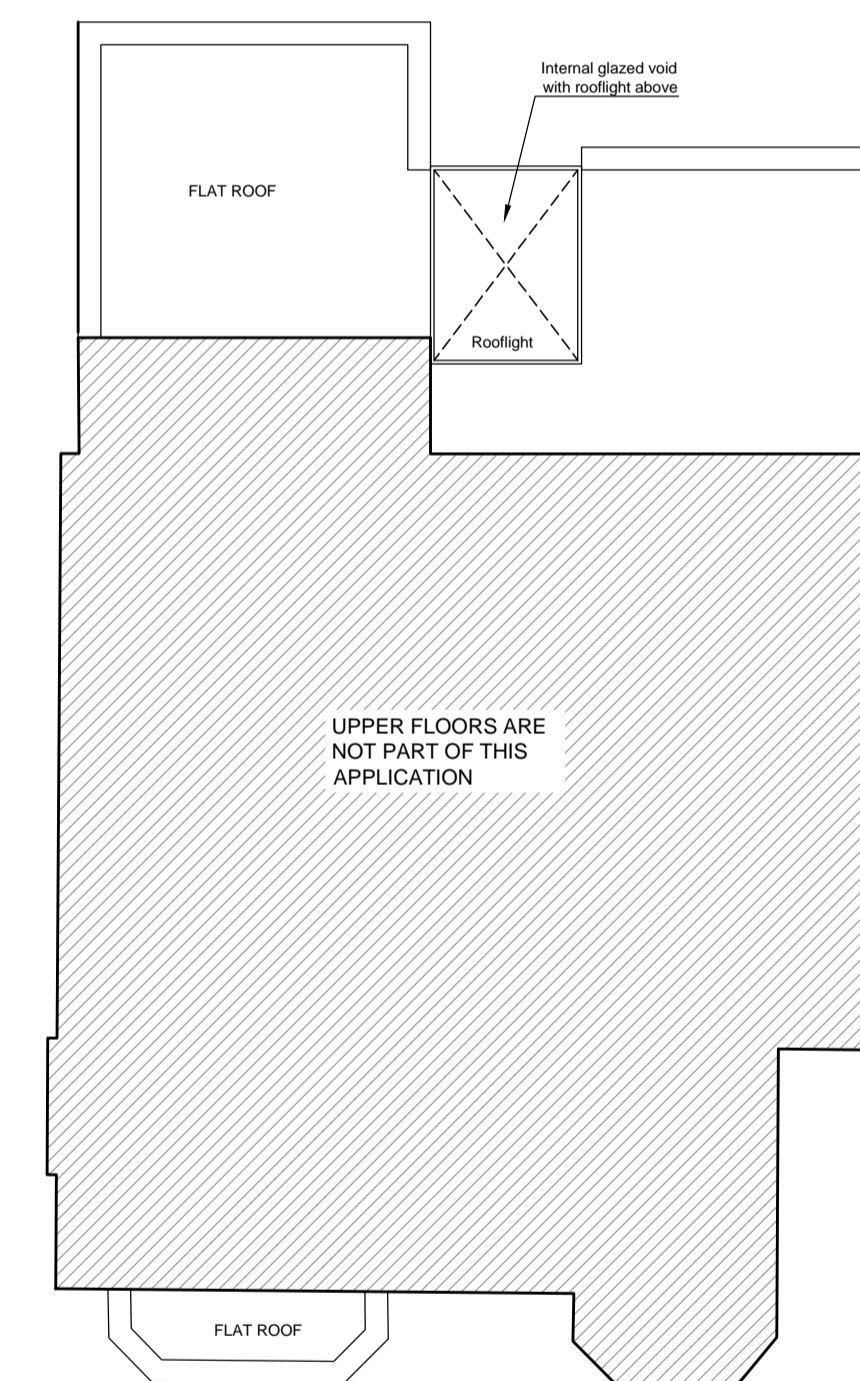 Internal glazed void
with rooflight above
FLAT ROOF
Rooflight
UPPER FLOORS ARE
NOT PART OF THIS
APPLICATION
FLAT ROOF